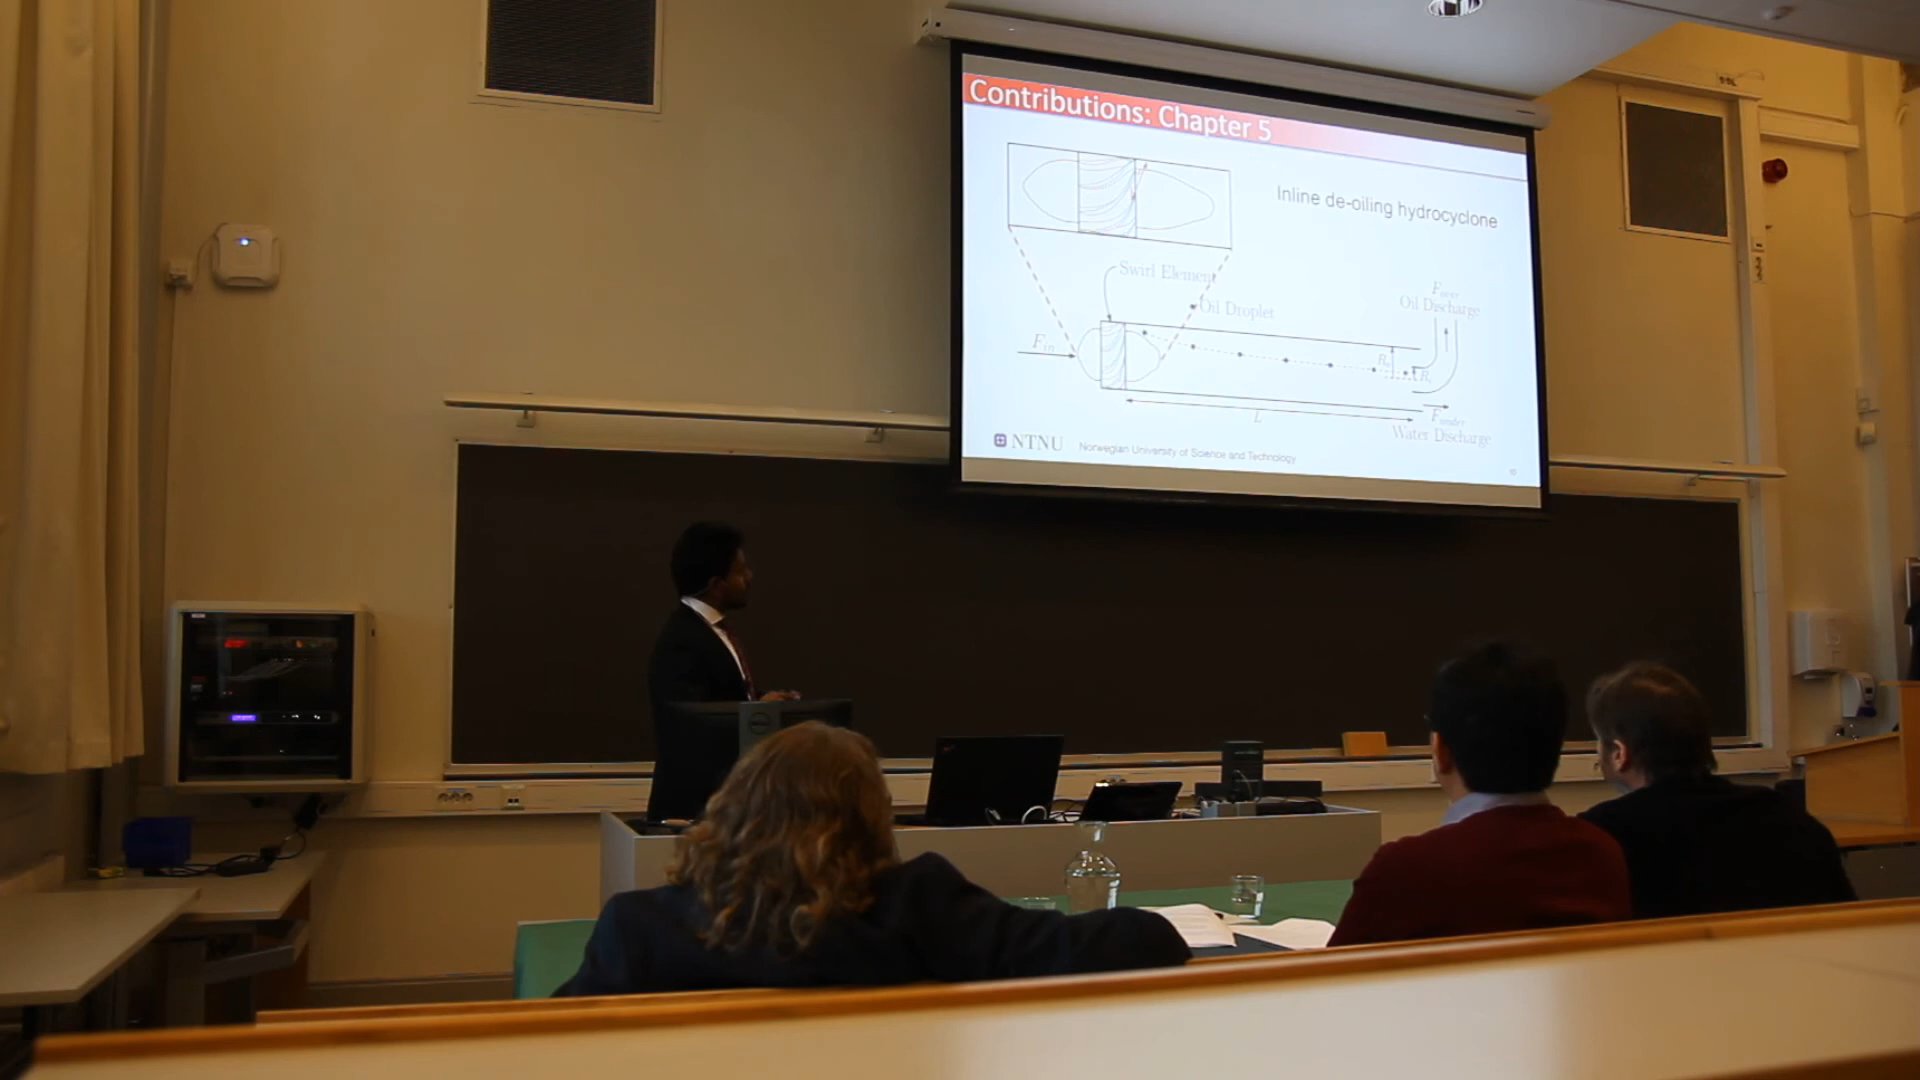 Contributions: Chapter 5
Inline de-oiling hydrocyclone
Swirl Element
Oil Droplet
F_over
Oil Discharge
F_in
L
F_under
Water Discharge
NTNU Norwegian University of Science and Technology
DELL